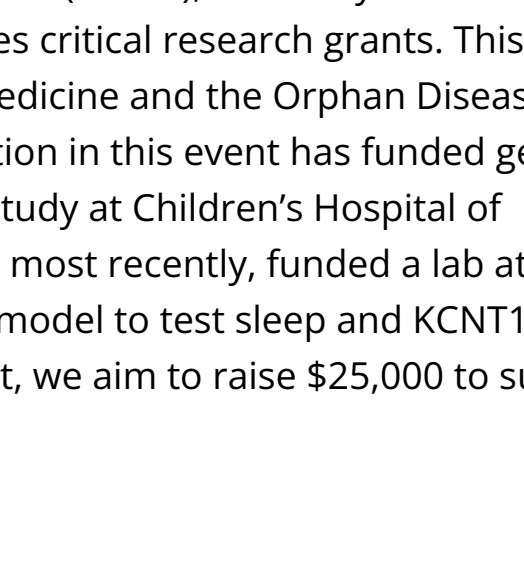 es critical research grants. This
edicine and the Orphan Diseas
tion in this event has funded ge
tudy at Children’s Hospital of
most recently, funded a lab at
model to test sleep and KCNT1
t, we aim to raise $25,000 to su